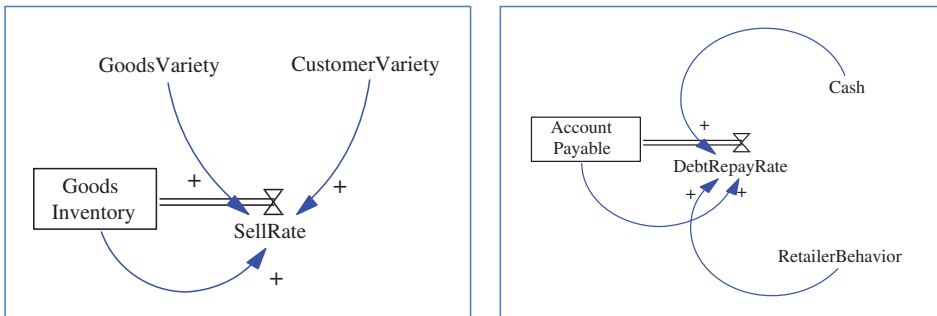 GoodsVariety
CustomerVariety
+
+
Goods
Inventory
SellRate
+
Cash
+
Account
Payable
DebtRepayRate
+
+
RetailerBehavior